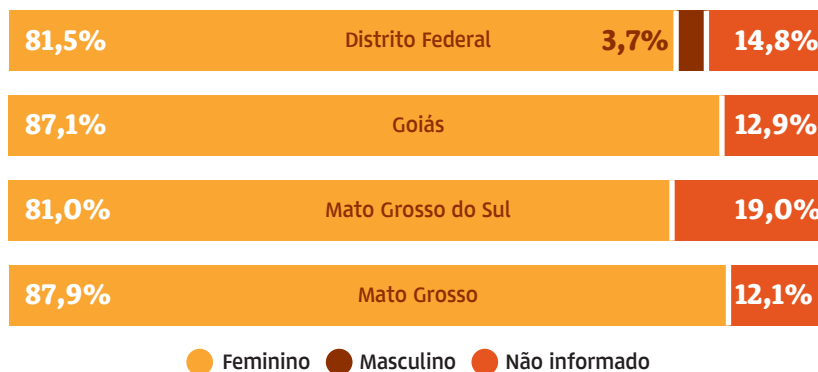 81,5% Distrito Federal 3,7% 14,8%
87,1% Goiás 12,9%
81,0% Mato Grosso do Sul 19,0%
87,9% Mato Grosso 12,1%
Feminino Masculino Não informado